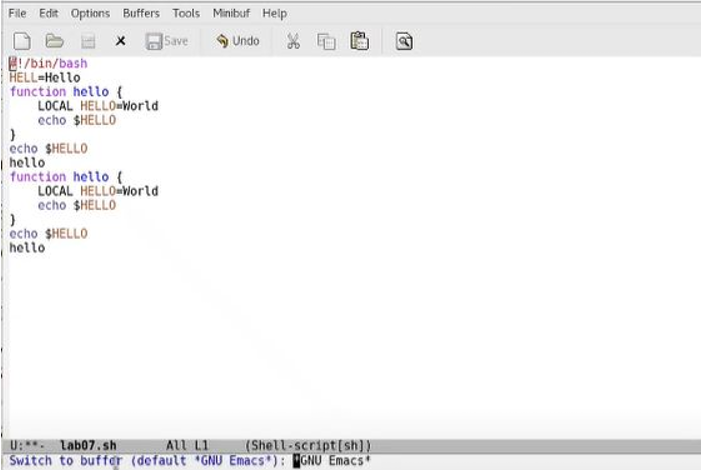 File Edit Options Buffers Tools Minibuf Help
Save Undo
#!/bin/bash
HELL=Hello
function hello {
    LOCAL HELLO=World
    echo $HELLO
}
echo $HELLO
hello
function hello {
    LOCAL HELLO=World
    echo $HELLO
}
echo $HELLO
hello
U:**-  lab07.sh       All L1     (Shell-script[sh])
Switch to buffer (default *GNU Emacs*): *GNU Emacs*